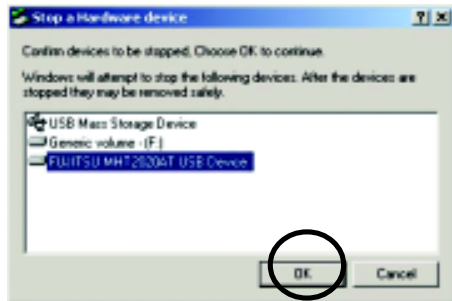 Stop a Hardware device
Confirm devices to be stopped, Choose OK to continue.
Windows will attempt to stop the following devices. After the devices are
stopped they may be removed safely.
USB Mass Storage Device
Generic volume - (F:)
FUJITSU MHT2020AT USB Device
OK
Cancel